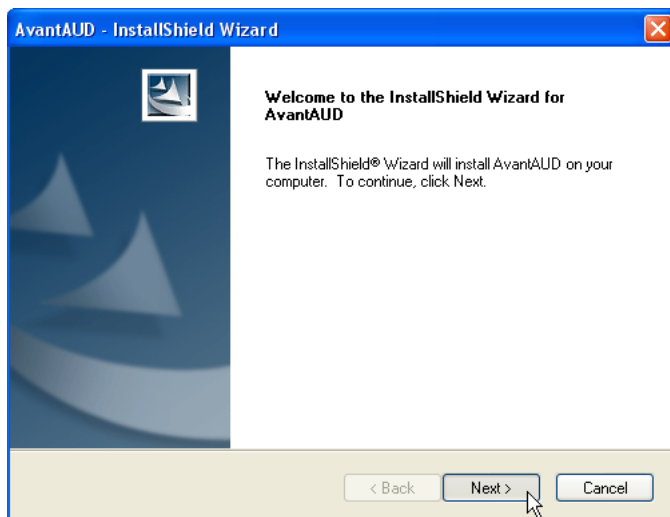 AvantAUD - InstallShield Wizard
Welcome to the InstallShield Wizard for
AvantAUD
The InstallShield® Wizard will install AvantAUD on your
computer.  To continue, click Next.
< Back
Next >
Cancel